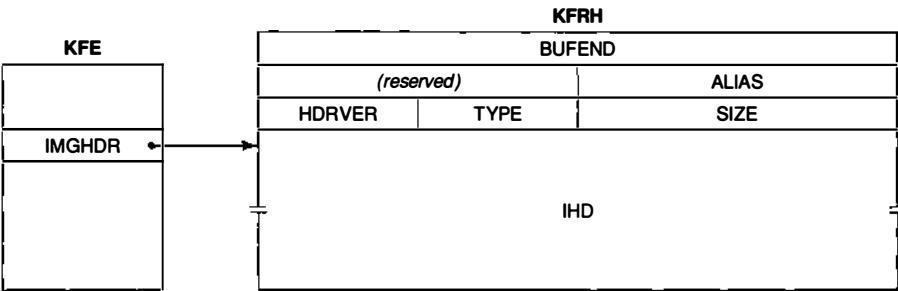 KFRH
KFE
BUFEND
(reserved) ALIAS
HDRVER TYPE SIZE
IMGHDR
IHD